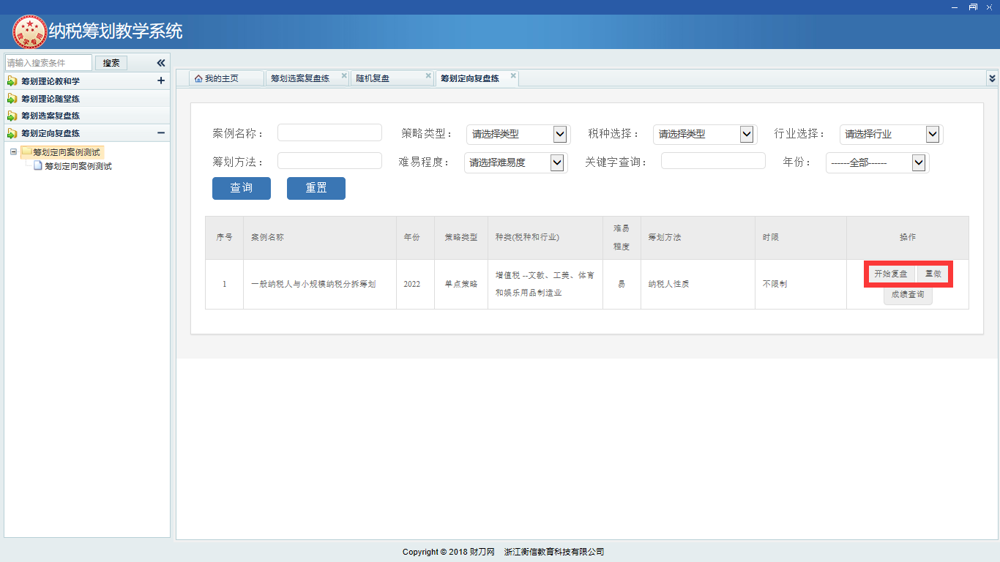 纳税筹划教学系统
请输入搜索条件 搜索
筹划理论教和学
筹划理论随堂练
筹划选案复盘练
筹划定向复盘练
筹划定向案例测试
筹划定向案例测试
我的主页 筹划选案复盘练 随机复盘 筹划定向复盘练
案例名称： 策略类型： 请选择类型 税种选择： 请选择类型 行业选择： 请选择行业
筹划方法： 难易程度： 请选择难易度 关键字查询： 年份： ------全部------
查询 重置
序号 案例名称 年份 策略类型 种类(税种和行业) 难易程度 筹划方法 时限 操作
1 一般纳税人与小规模纳税分拆筹划 2022 单点策略 增值税 --文教、工美、体育和娱乐用品制造业 易 纳税人性质 不限制 开始复盘 重做
成绩查询
Copyright © 2018 财刀网 浙江衡信教育科技有限公司